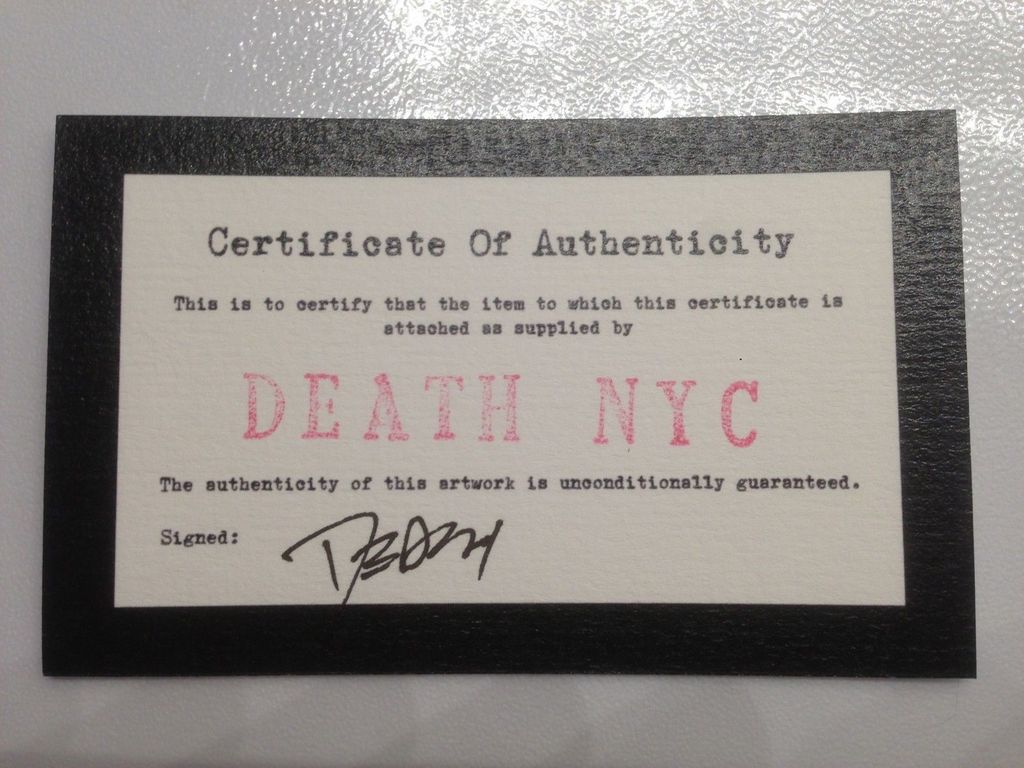 Certificate Of Authenticity
This is to certify that the item to which this certificate is
attached as supplied by
DEATH NYC
The authenticity of this artwork is unconditionally guaranteed.
Signed: